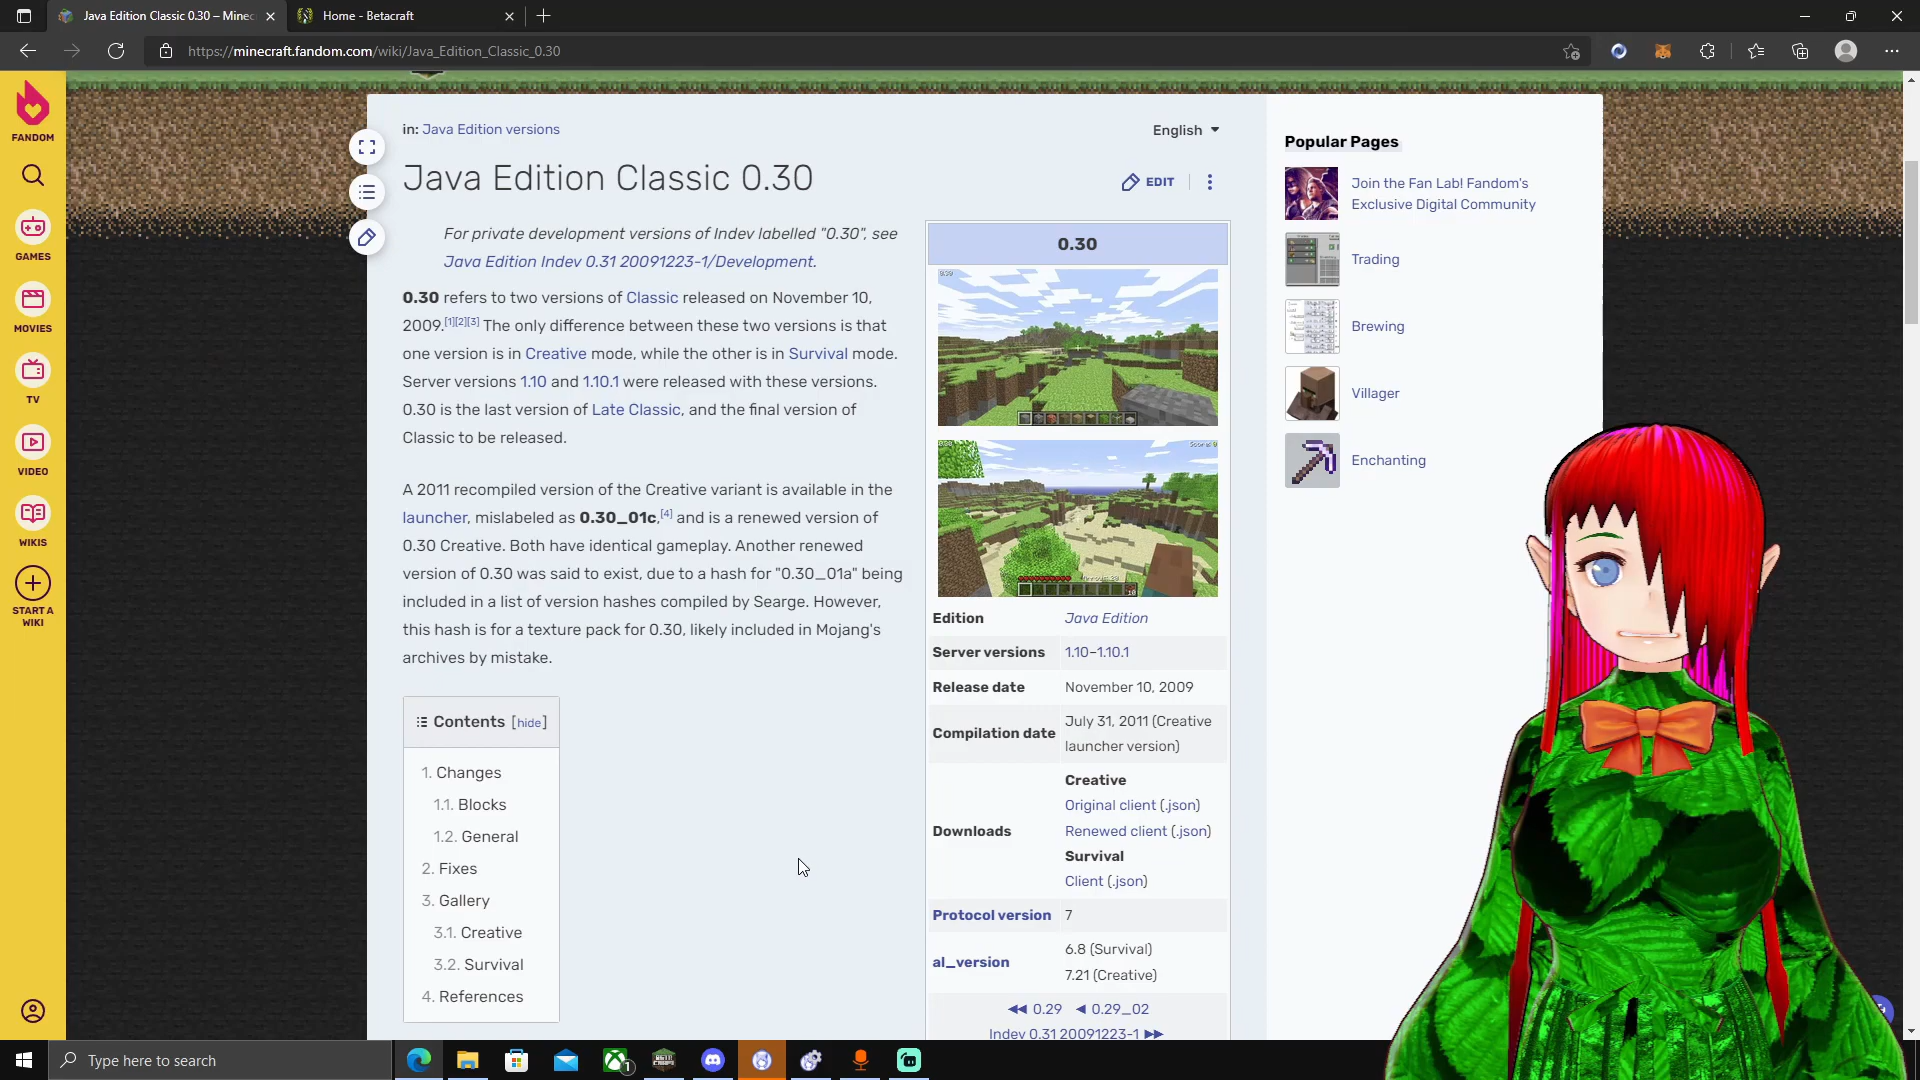 Java Edition Classic 0.30 – Minec
Home - Betacraft
https://minecraft.fandom.com/wiki/Java_Edition_Classic_0.30
FANDOM
GAMES
MOVIES
TV
VIDEO
WIKIS
START A
WIKI
in: Java Edition versions
English
Java Edition Classic 0.30
EDIT
For private development versions of Indev labelled "0.30", see
Java Edition Indev 0.31 20091223-1/Development.
0.30 refers to two versions of Classic released on November 10,
2009.[1][2][3] The only difference between these two versions is that
one version is in Creative mode, while the other is in Survival mode.
Server versions 1.10 and 1.10.1 were released with these versions.
0.30 is the last version of Late Classic, and the final version of
Classic to be released.
A 2011 recompiled version of the Creative variant is available in the
launcher, mislabeled as 0.30_01c,[4] and is a renewed version of
0.30 Creative. Both have identical gameplay. Another renewed
version of 0.30 was said to exist, due to a hash for "0.30_01a" being
included in a list of version hashes compiled by Searge. However,
this hash is for a texture pack for 0.30, likely included in Mojang's
archives by mistake.
Contents [hide]
1. Changes
1.1. Blocks
1.2. General
2. Fixes
3. Gallery
3.1. Creative
3.2. Survival
4. References
0.30
0.30
Edition Java Edition
Server versions 1.10–1.10.1
Release date November 10, 2009
Compilation date July 31, 2011 (Creative
launcher version)
Downloads
Creative
Original client (.json)
Renewed client (.json)
Survival
Client (.json)
Protocol version 7
al_version
6.8 (Survival)
7.21 (Creative)
◀◀ 0.29 ◀ 0.29_02
Indev 0.31 20091223-1 ▶▶
Popular Pages
Join the Fan Lab! Fandom's
Exclusive Digital Community
Trading
Brewing
Villager
Enchanting
Type here to search
1